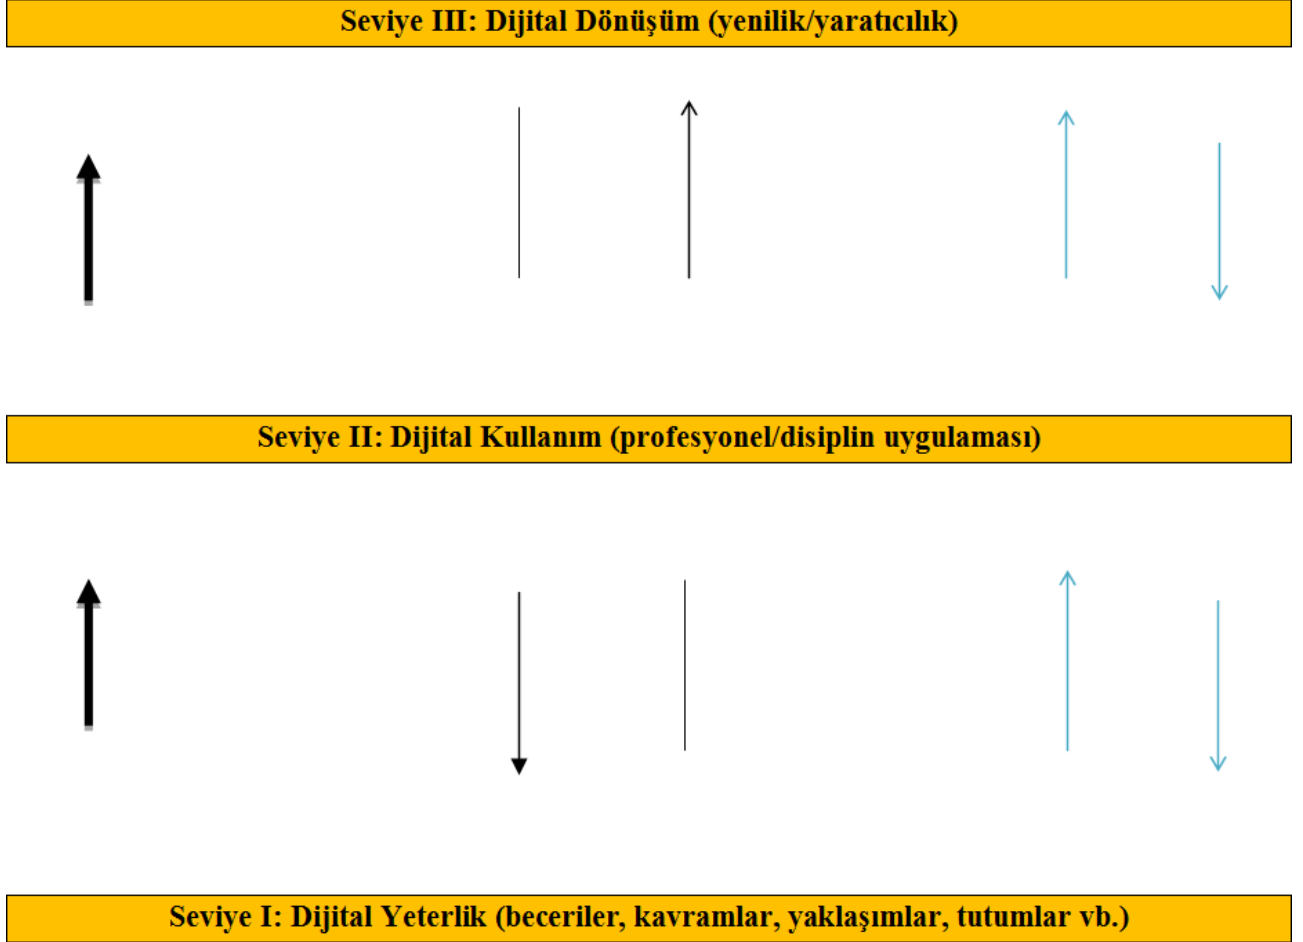 Seviye III: Dijital Dönüşüm (yenilik/yaratıcılık)
Seviye II: Dijital Kullanım (profesyonel/disiplin uygulaması)
Seviye I: Dijital Yeterlik (beceriler, kavramlar, yaklaşımlar, tutumlar vb.)